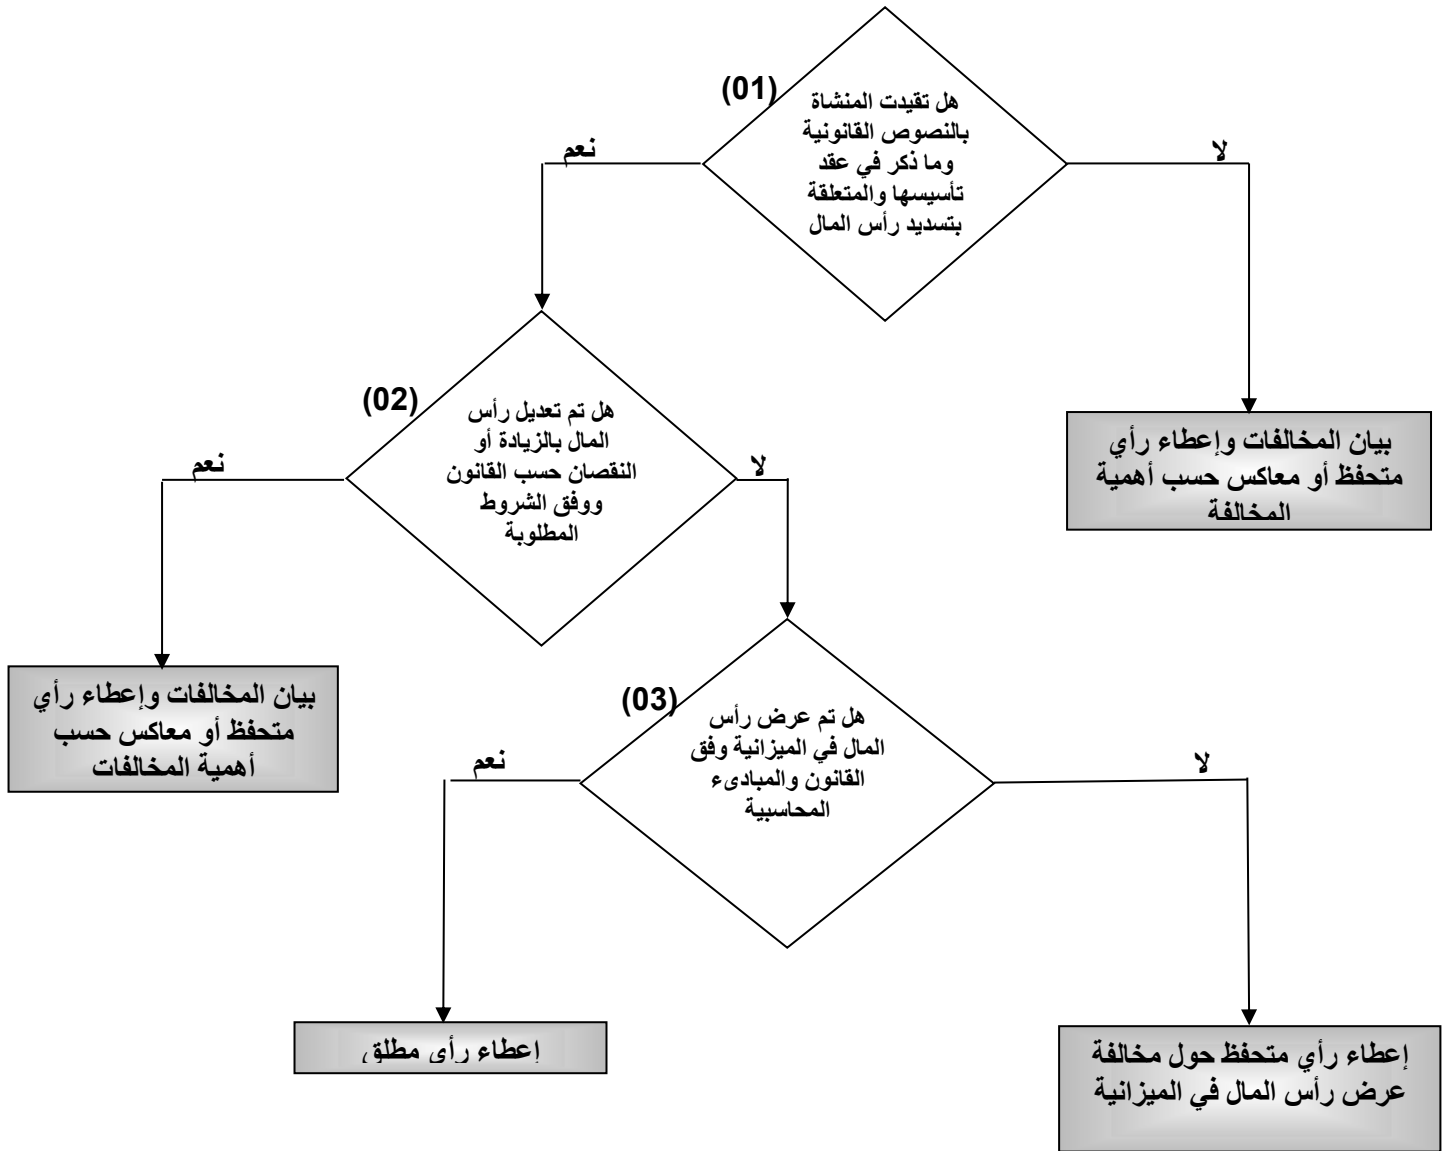 (01)
هل تقيدت المنشاة
بالنصوص القانونية
وما ذكر في عقد
تأسيسها والمتعلقة
بتسديد رأس المال
نعم
لا
(02)
هل تم تعديل رأس
المال بالزيادة أو
النقصان حسب القانون
ووفق الشروط
المطلوبة
نعم
لا
بيان المخالفات وإعطاء رأي
متحفظ أو معاكس حسب أهمية
المخالفة
بيان المخالفات وإعطاء رأي
متحفظ أو معاكس حسب
أهمية المخالفات
(03)
هل تم عرض رأس
المال في الميزانية وفق
القانون والمبادىء
المحاسبية
نعم
لا
إعطاء رأي مطلق
إعطاء رأي متحفظ حول مخالفة
عرض رأس المال في الميزانية